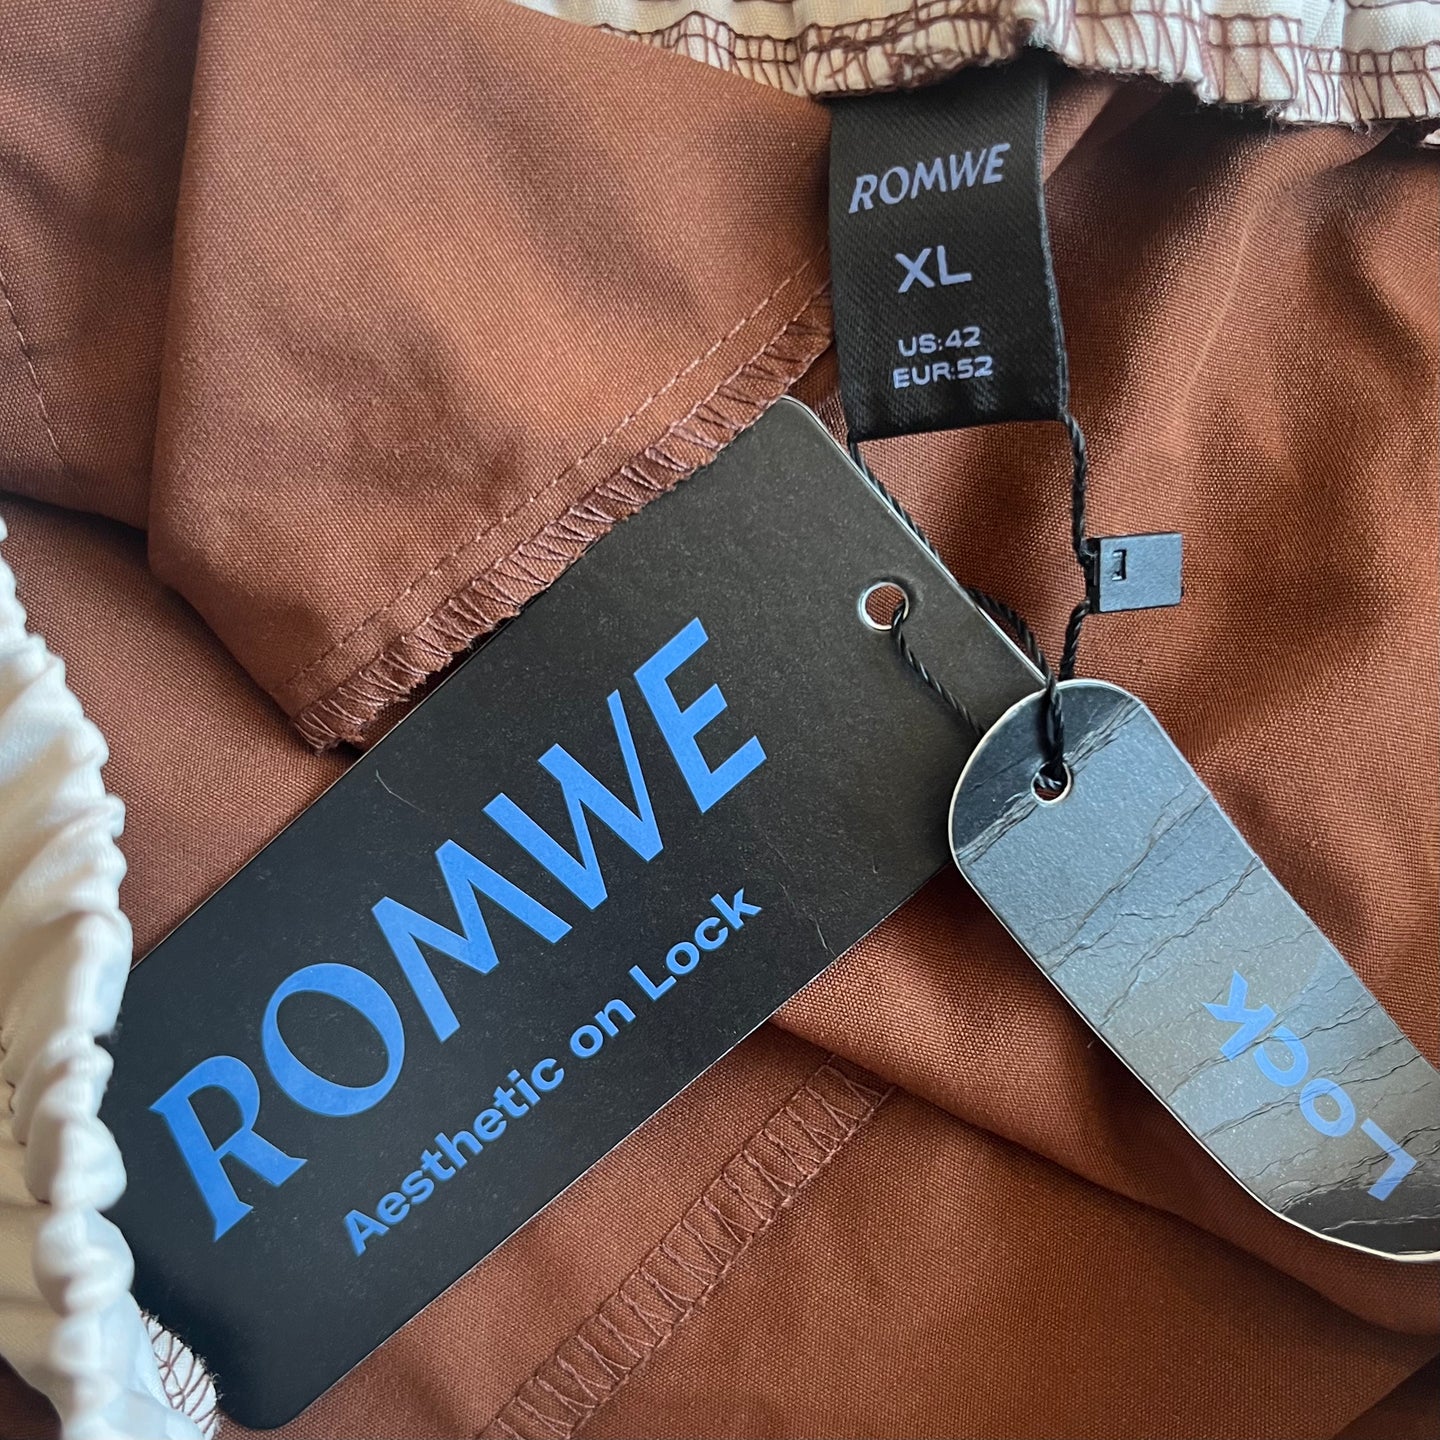 ROMWE
XL
US:42
EUR:52
ROMWE
Aesthetic on Lock
LOCK